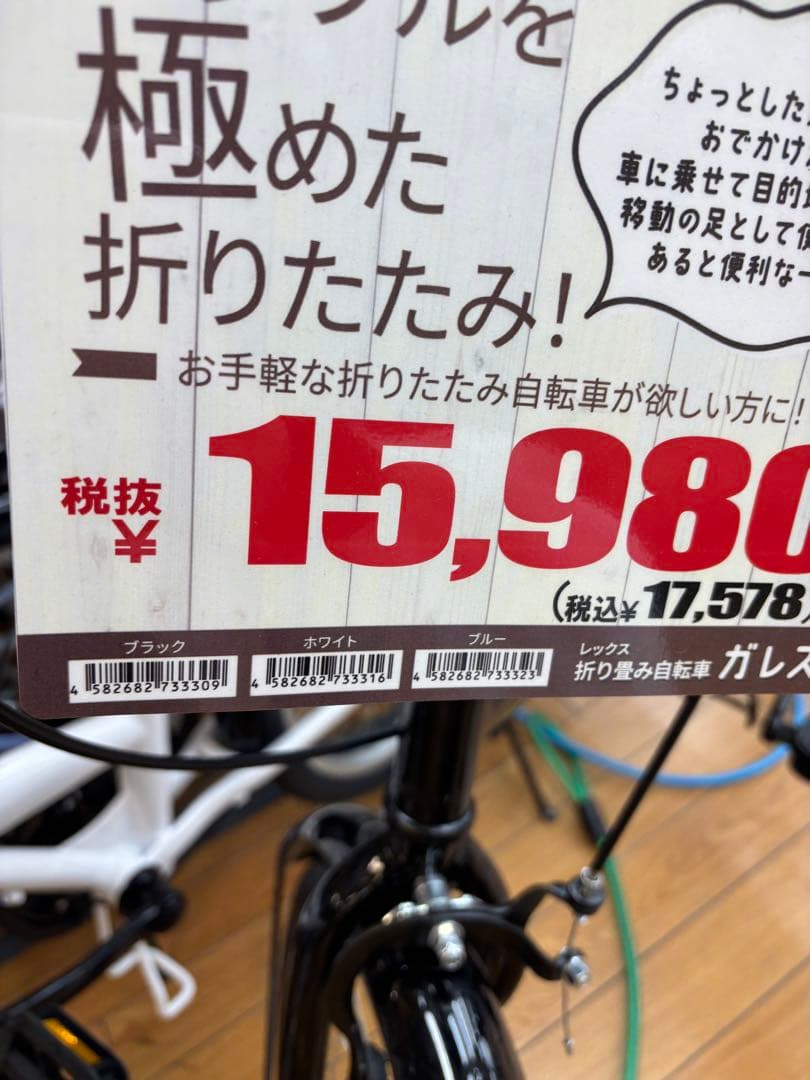 ルを
極めた
折りたたみ!
ちょっとした
おでかけ
車に乗せて目的
移動の足として便
あると便利な一
お手軽な折りたたみ自転車が欲しい方に!
税抜
¥
15,980
(税込¥17,578
ブラック
4 582682 733309
ホワイト
4 582682 733316
ブルー
4 582682 733323
レックス
折り畳み自転車 ガレス